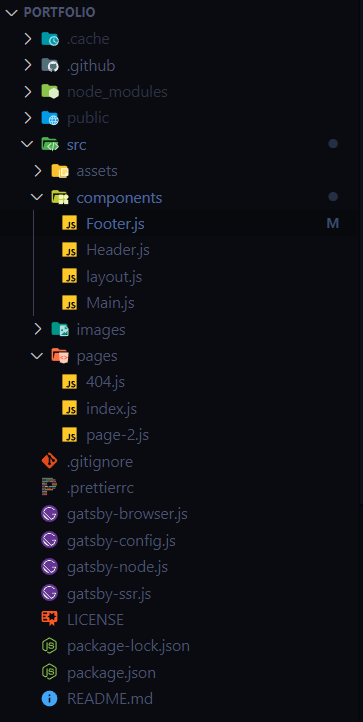 PORTFOLIO
.cache
.github
node_modules
public
src
assets
components
Footer.js M
Header.js
layout.js
Main.js
images
pages
404.js
index.js
page-2.js
.gitignore
.prettierrc
gatsby-browser.js
gatsby-config.js
gatsby-node.js
gatsby-ssr.js
LICENSE
package-lock.json
package.json
README.md